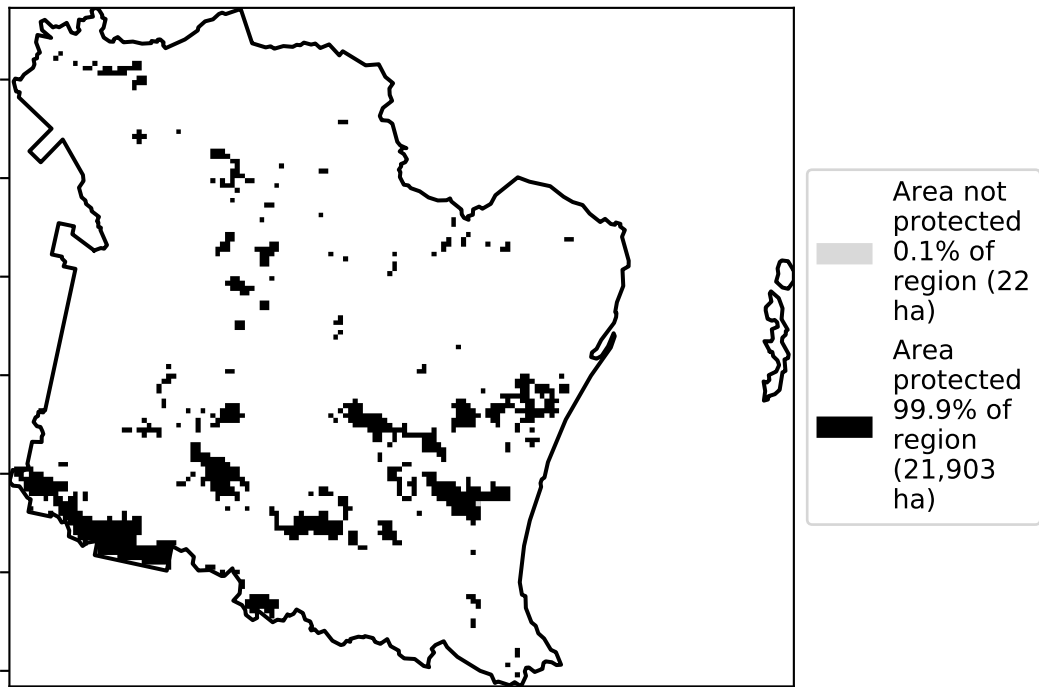 Area not
protected
0.1% of
region (22
ha)
Area
protected
99.9% of
region
(21,903
ha)